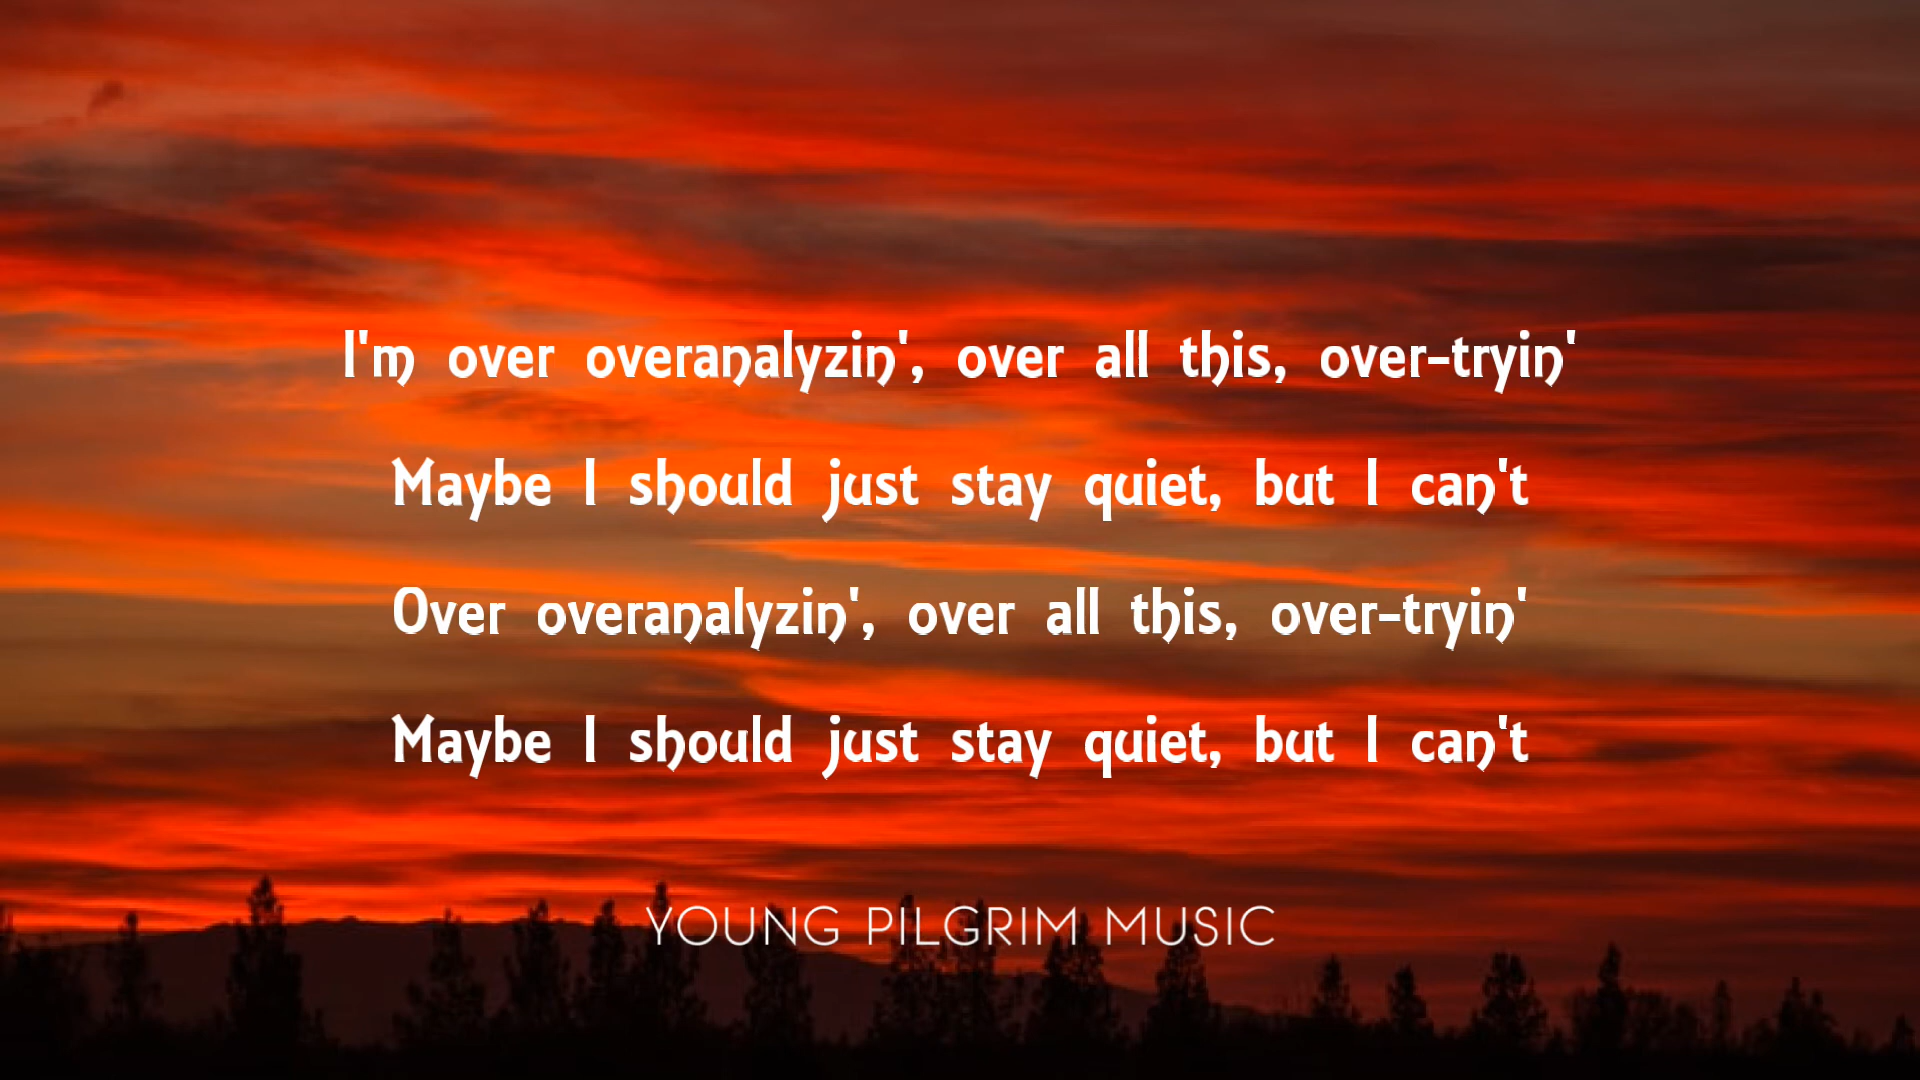 I'm over overanalyzin', over all this, over-tryin'
Maybe I should just stay quiet, but I can't
Over overanalyzin', over all this, over-tryin'
Maybe I should just stay quiet, but I can't
YOUNG PILGRIM MUSIC